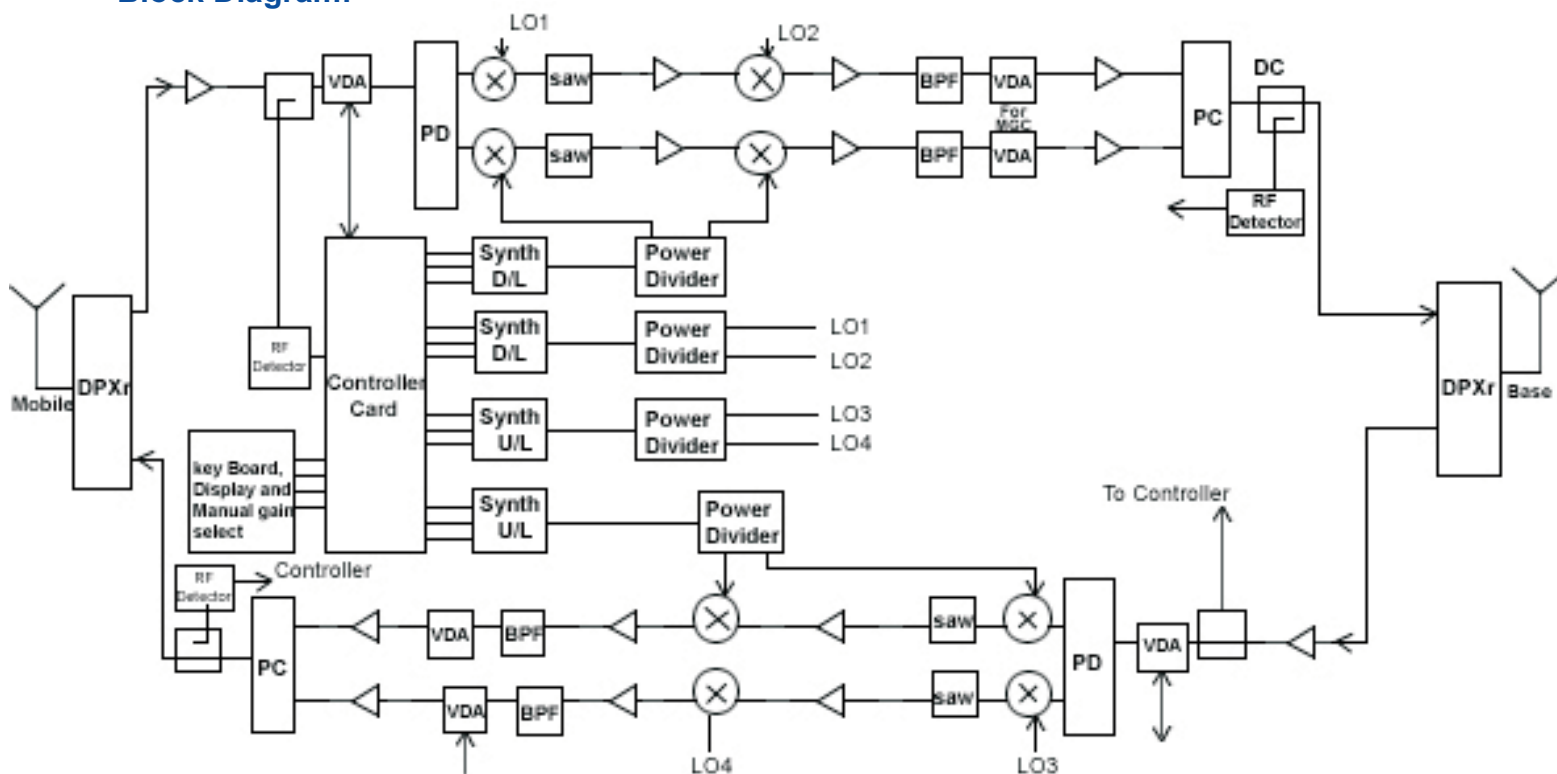 Block Diagram:
LO1
LO2
VDA
saw
BPF
VDA
DC
PD
For
MGC
PC
saw
BPF
VDA
RF
Detector
Synth
D/L
Power
Divider
Synth
D/L
Power
Divider
LO1
LO2
RF
Detector
Controller
Card
Mobile
DPXr
DPXr
Base
Synth
U/L
Power
Divider
LO3
LO4
key Board,
Display and
Manual gain
select
Synth
U/L
Power
Divider
To Controller
RF
Detector
Controller
PC
VDA
BPF
saw
PD
VDA
VDA
BPF
saw
LO4
LO3